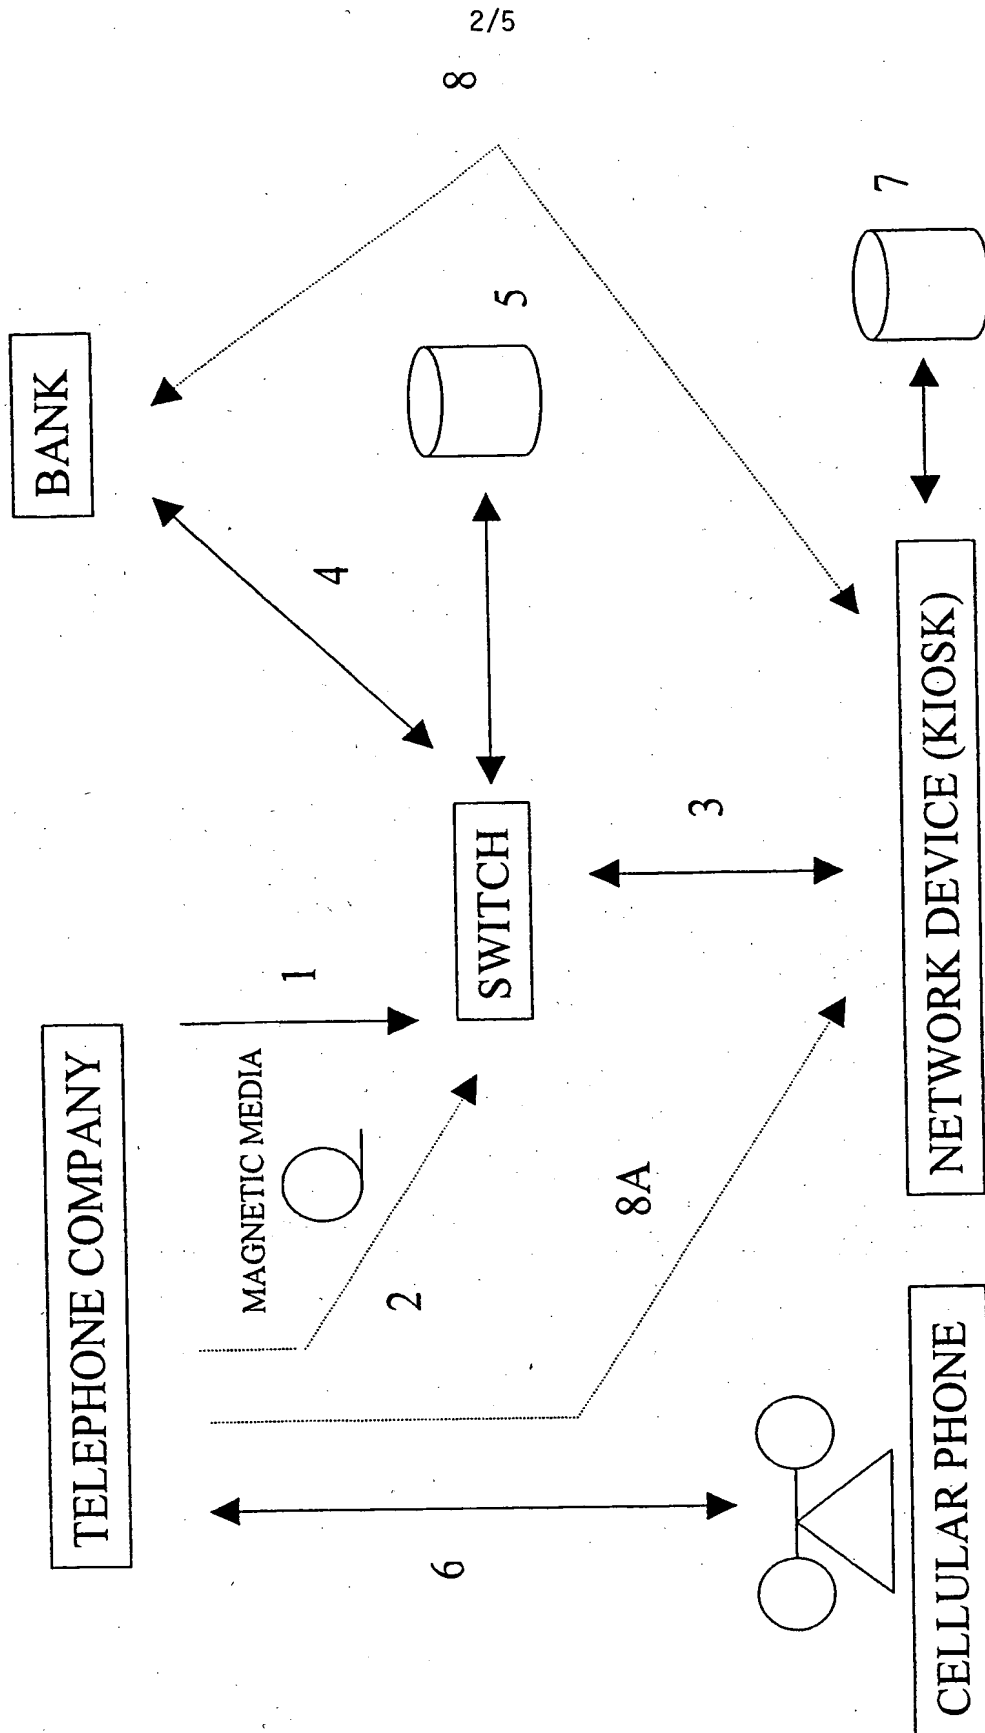 2/5
TELEPHONE COMPANY
BANK
MAGNETIC MEDIA
1
2
4
8
6
8A
SWITCH
5
3
CELLULAR PHONE
NETWORK DEVICE (KIOSK)
7